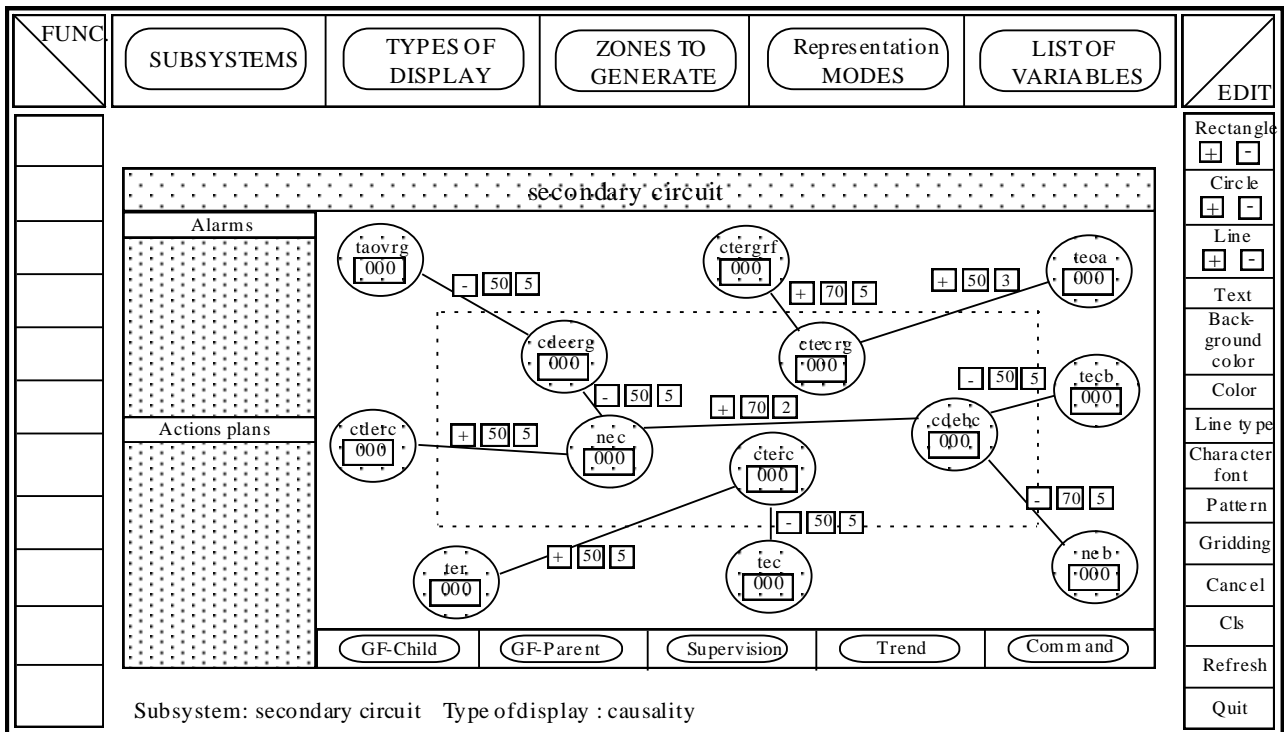 FUNC.
SUBSYSTEMS
TYPES OF
DISPLAY
ZONES TO
GENERATE
Representation
MODES
LIST OF
VARIABLES
EDIT
secondary circuit
Alarms
Actions plans
taovrg
000
- 50 5
ctergrf
000
+ 70 5
+ 50 3
teoa
000
cdecrg
000
- 50 5
ctecrg
000
- 50 5
tecb
000
cderc
000
+ 50 5
nec
000
+ 70 2
cdebc
000
cterc
000
- 70 5
- 50 5
ter
000
+ 50 5
tec
000
neb
000
GF-Child
GF-Parent
Supervision
Trend
Command
Rectangle
+ -
Circle
+ -
Line
+ -
Text
Back-
ground
color
Color
Line type
Character
font
Pattern
Gridding
Cancel
Cls
Refresh
Quit
Subsystem: secondary circuit Type of display : causality